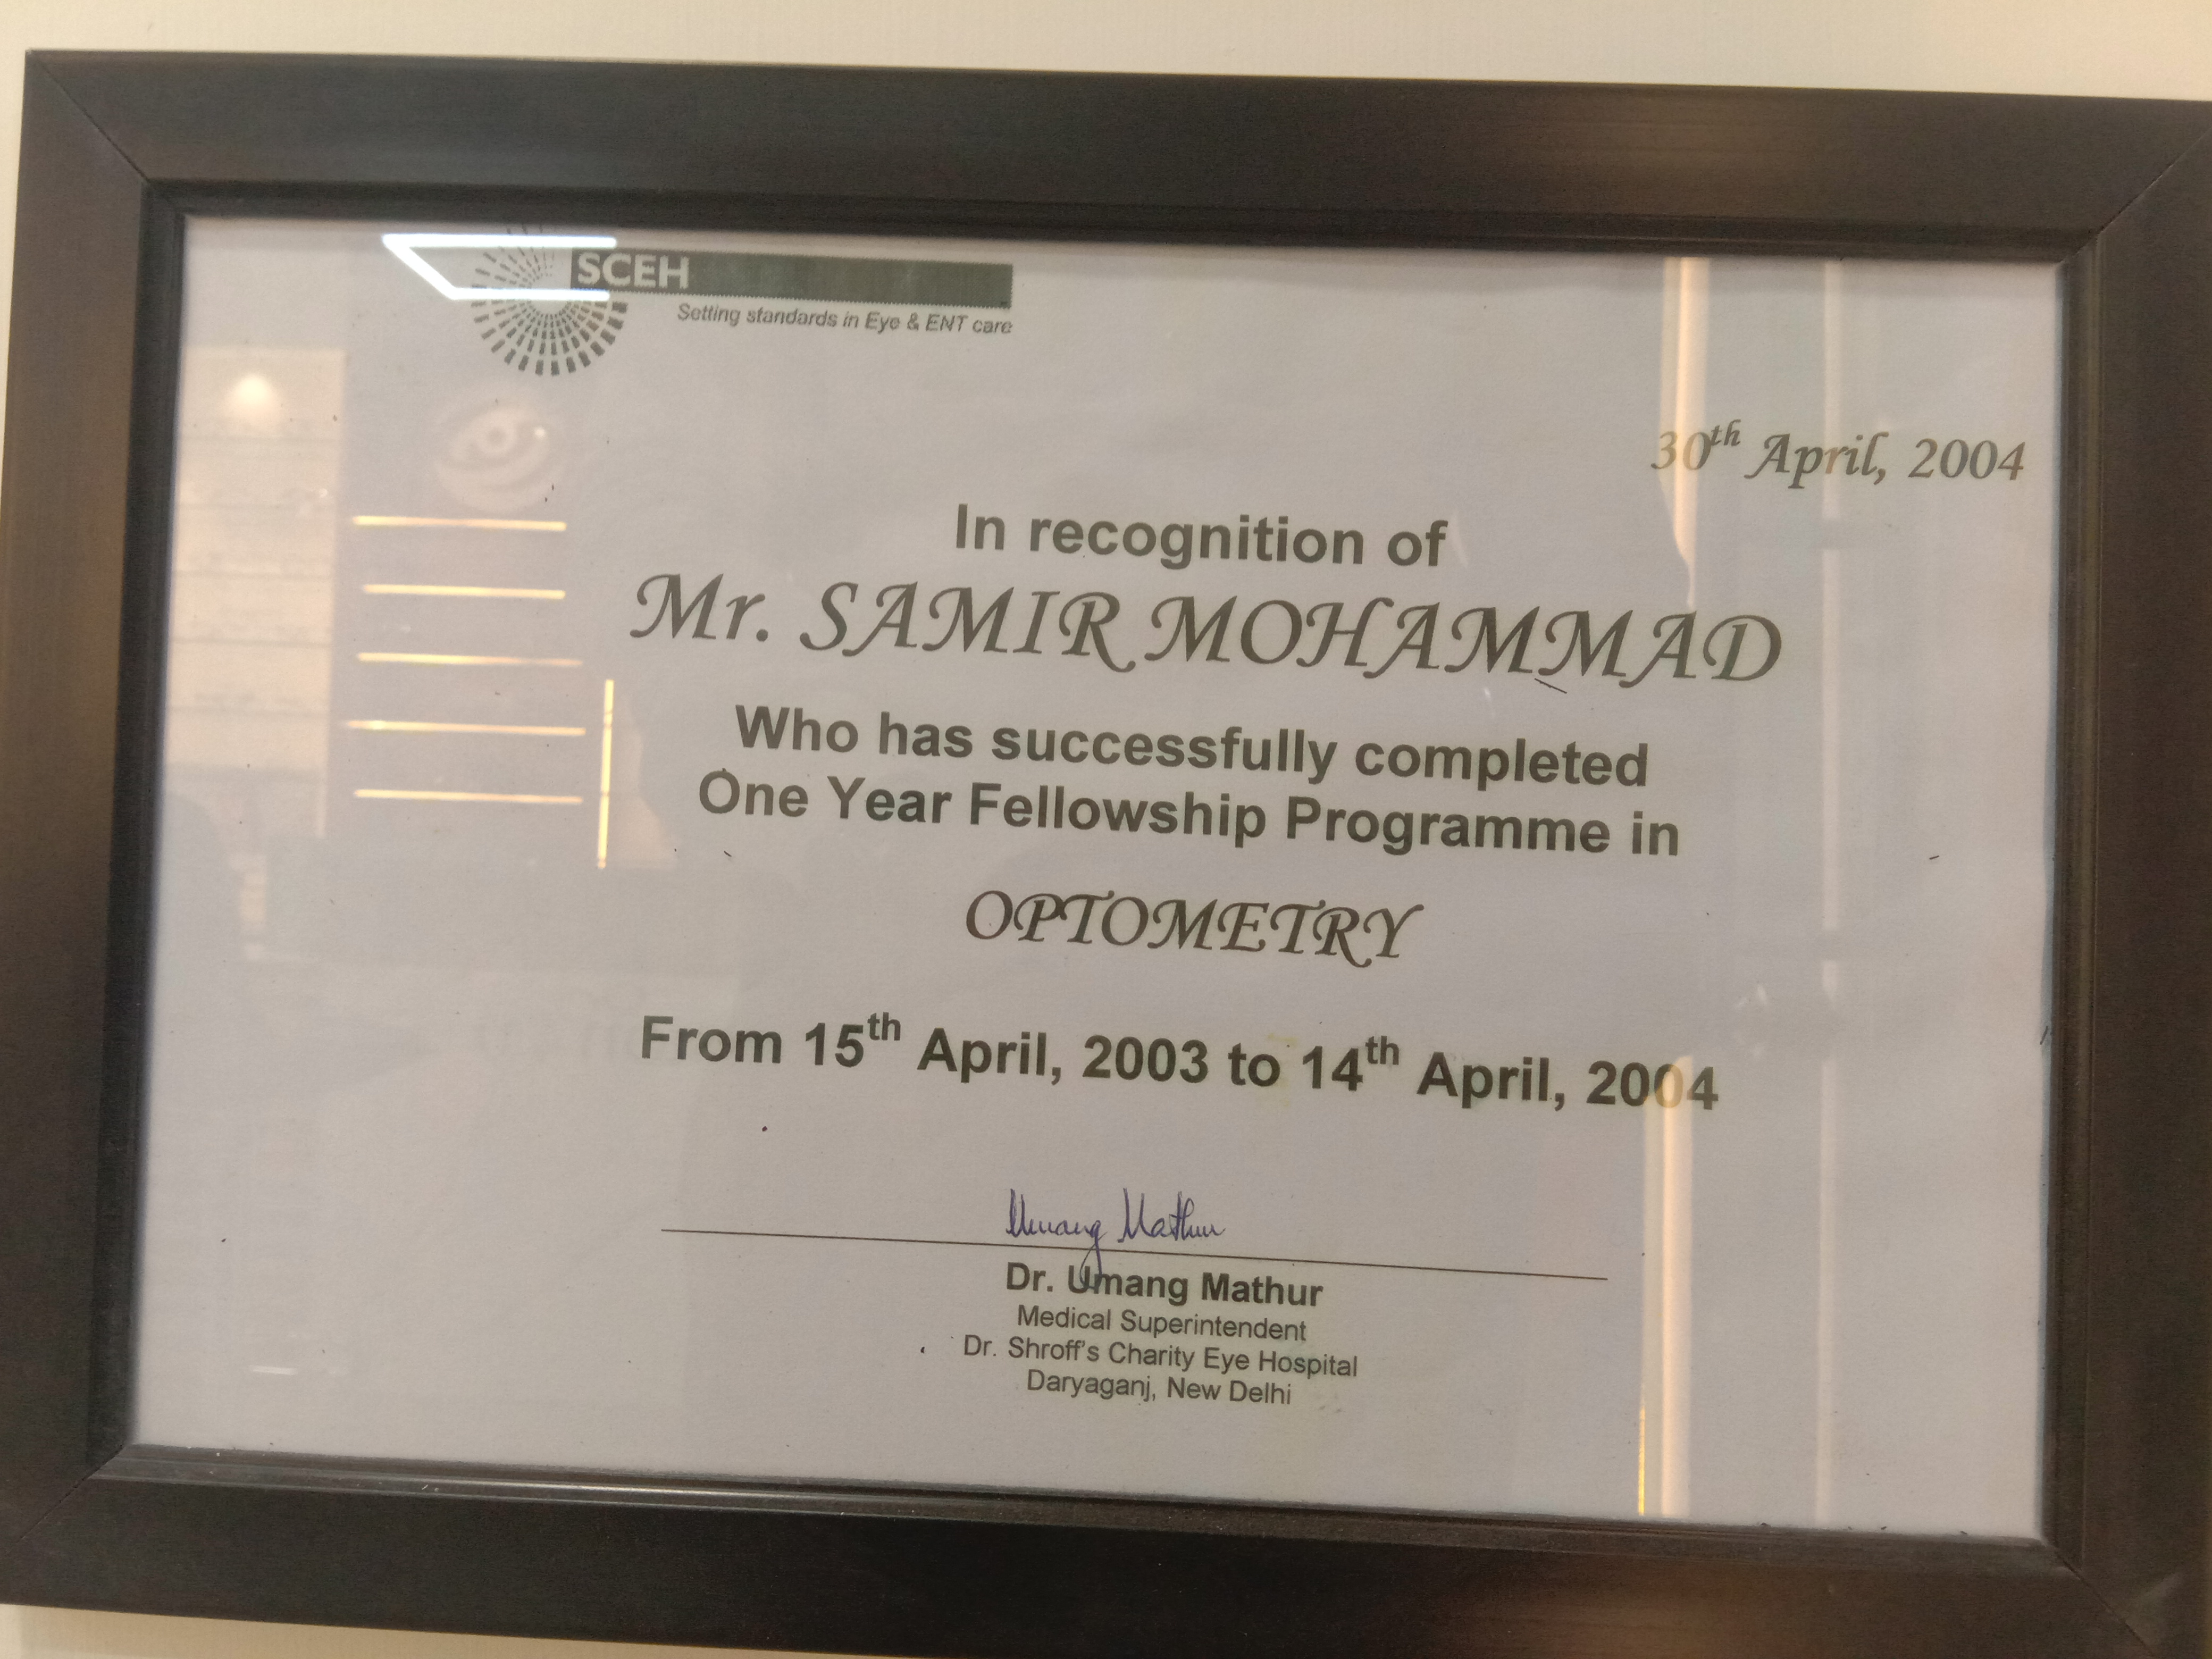 SCEH
Setting standards in Eye & ENT care
30th April, 2004
In recognition of
Mr. SAMIR MOHAMMAD
Who has successfully completed
One Year Fellowship Programme in
OPTOMETRY
From 15th April, 2003 to 14th April, 2004
Umang Mathur
Dr. Umang Mathur
Medical Superintendent
Dr. Shroff's Charity Eye Hospital
Daryaganj, New Delhi